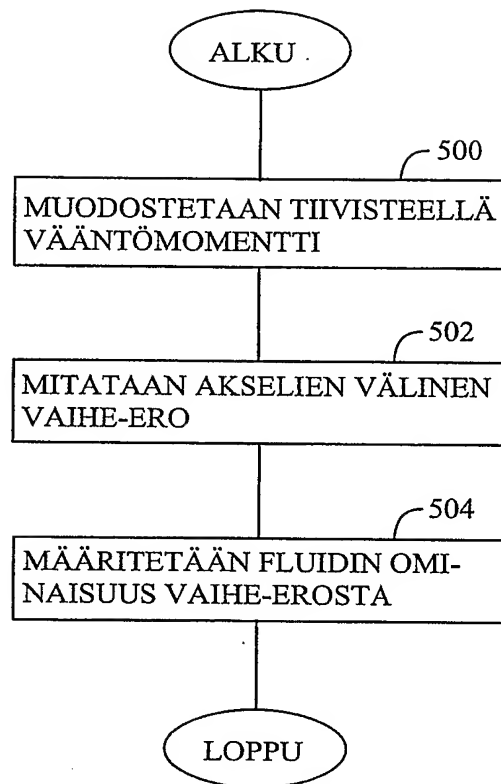 ALKU
500
MUODOSTETAAN TIIVISTEELLÄ
VÄÄNTÖMOMENTTI
502
MITATAAN AKSELIEN VÄLINEN
VAIHE-ERO
504
MÄÄRITETÄÄN FLUIDIN OMI-
NAISUUS VAIHE-EROSTA
LOPPU